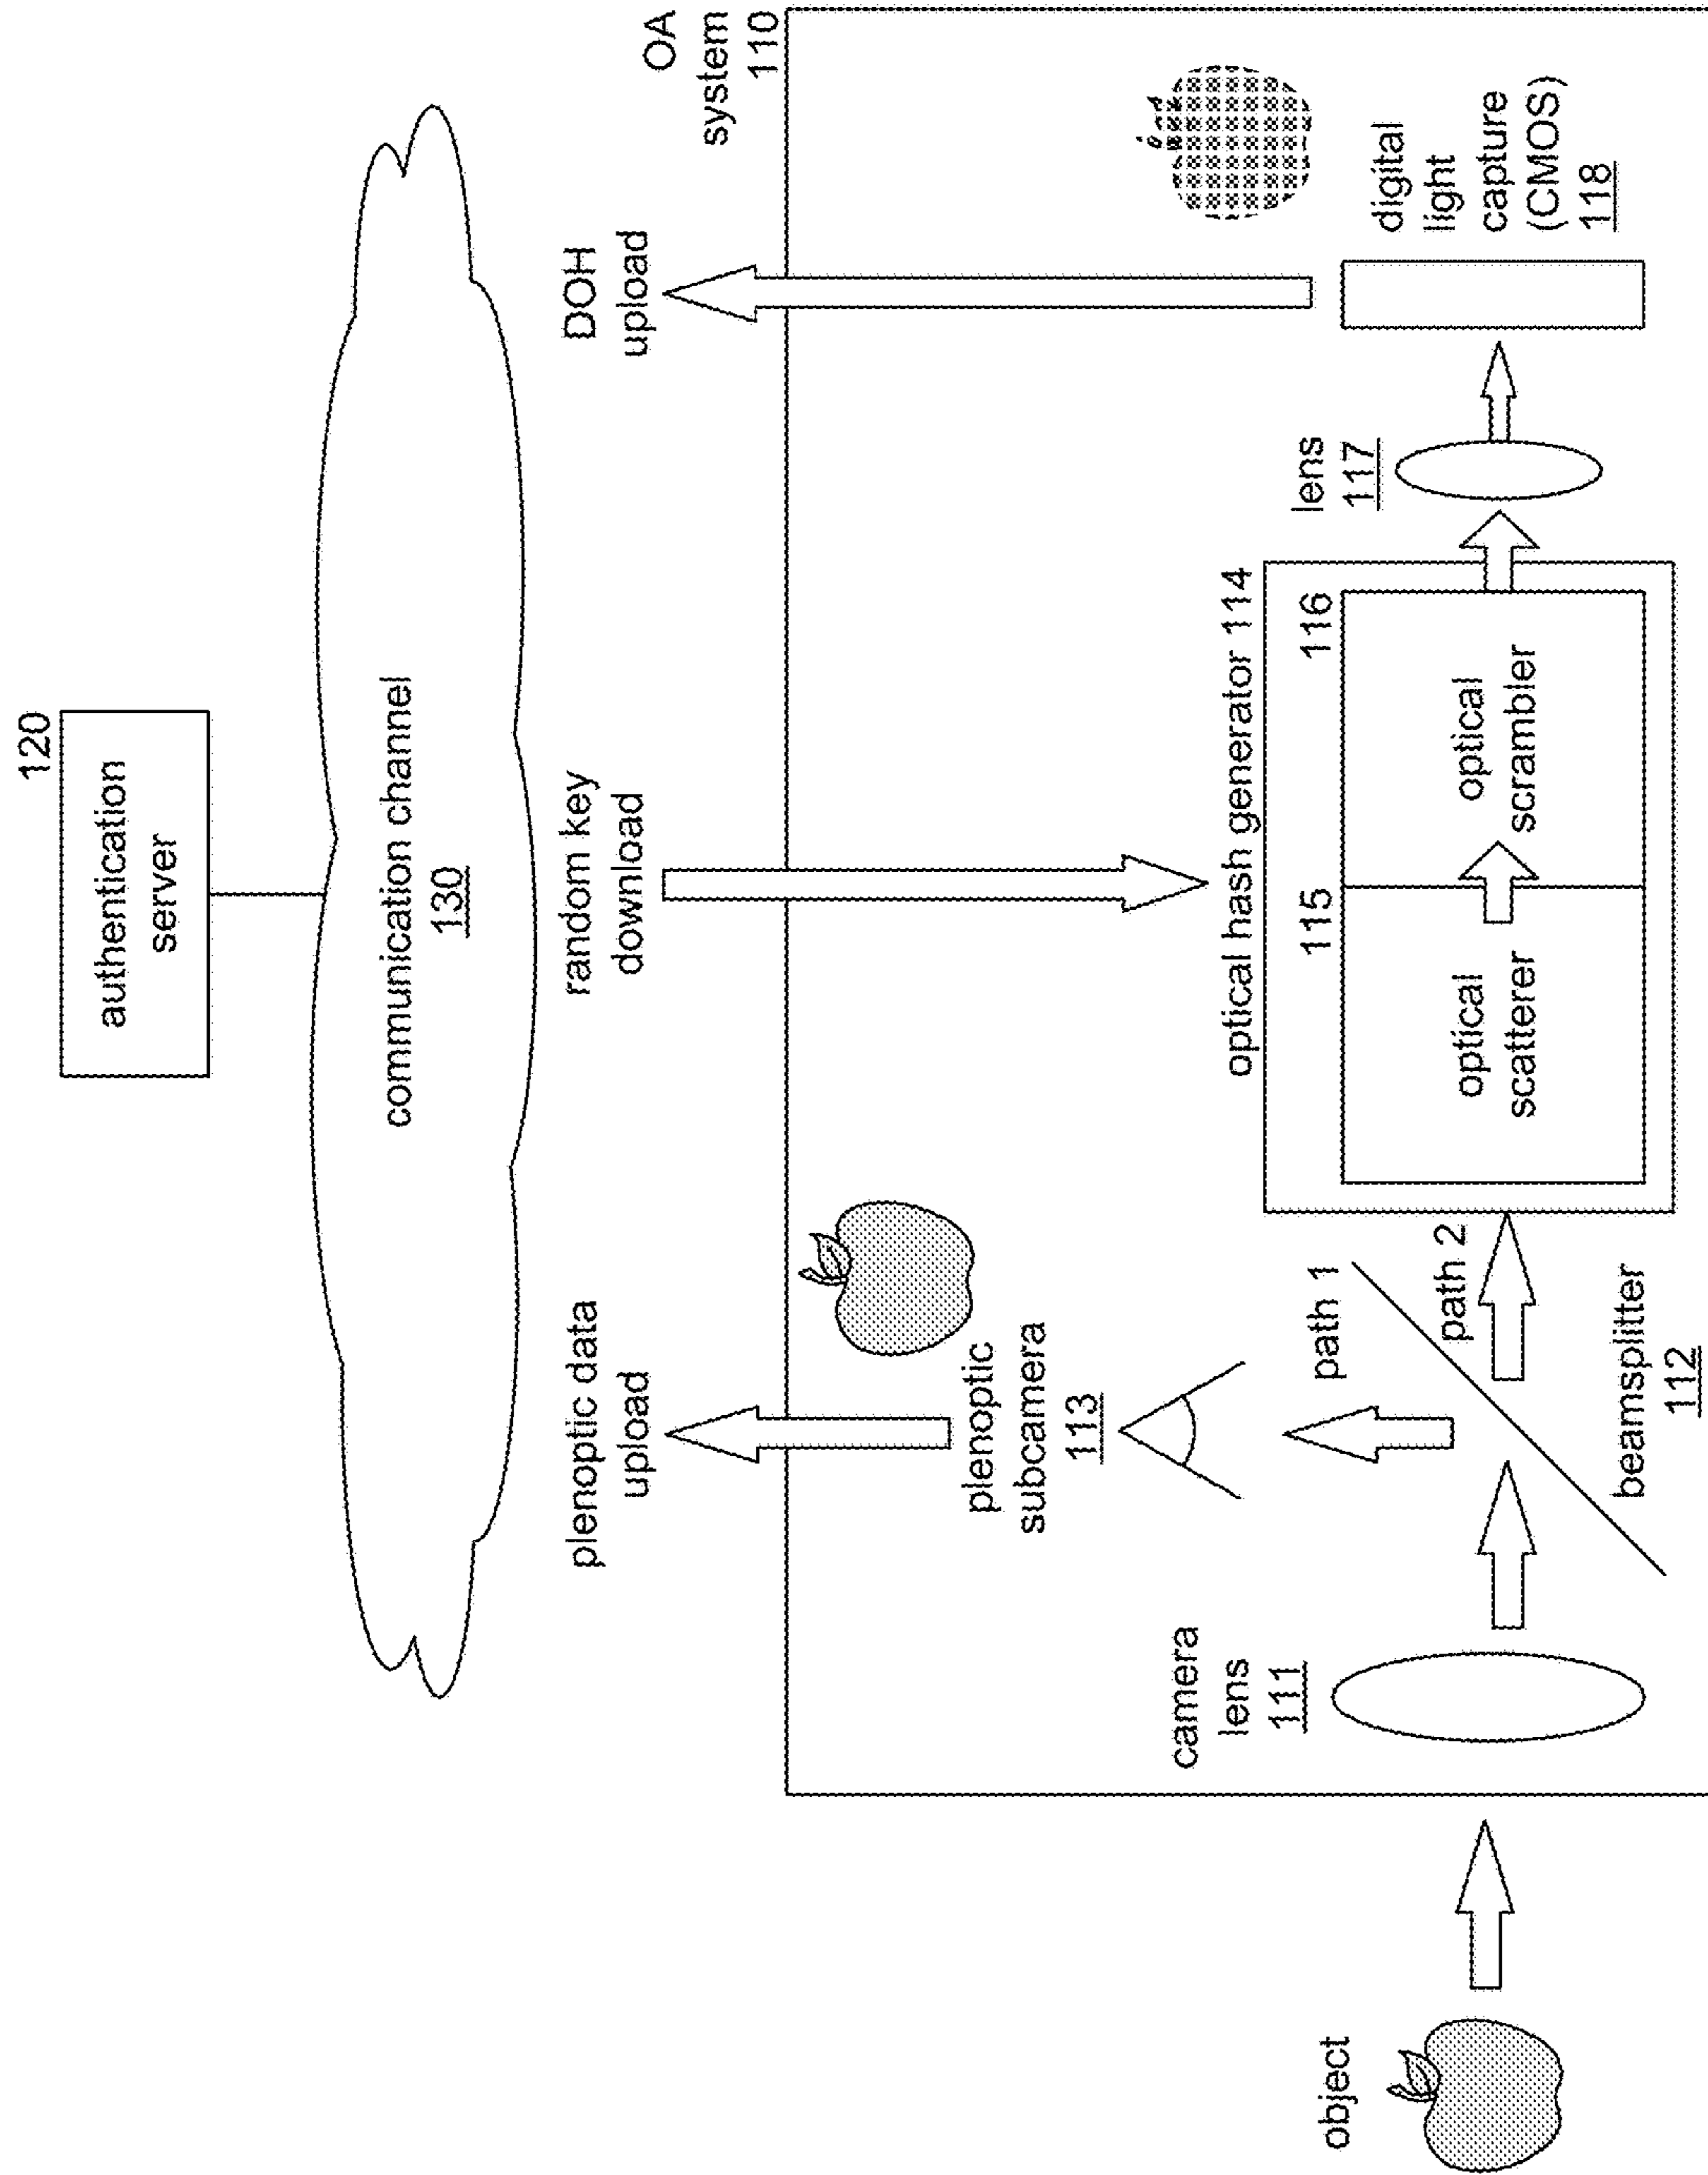 120
authentication
server
communication channel
130
plenoptic data
upload
random key
download
DOH
upload
OA
system
110
plenoptic
subcamera
113
optical hash generator 114
115
116
optical
scatterer
optical
scrambler
object
camera
lens
111
path 1
path 2
beamsplitter
112
lens
117
digital
light
capture
(CMOS)
118